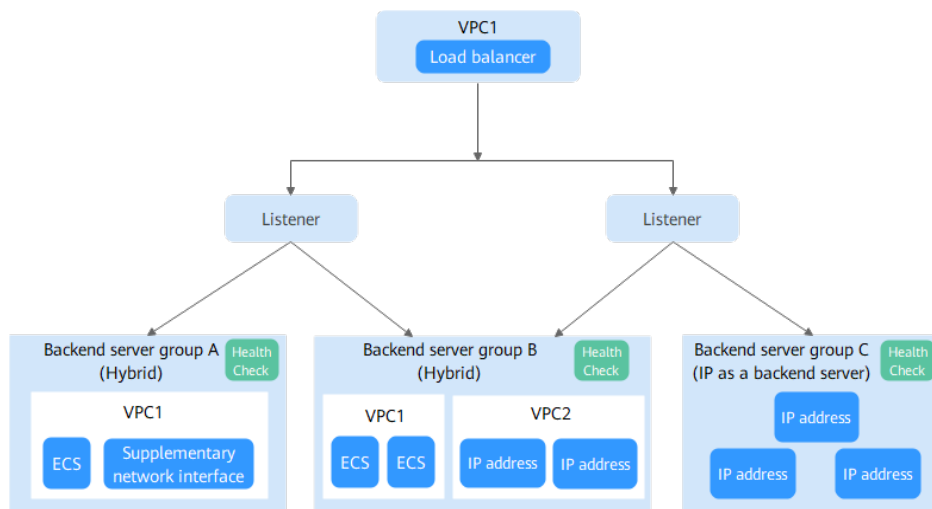 VPC1
Load balancer
Listener
Listener
Backend server group A
(Hybrid)
Health
Check
VPC1
ECS
Supplementary
network interface
Backend server group B
(Hybrid)
Health
Check
VPC1
ECS
ECS
VPC2
IP address
IP address
Backend server group C
(IP as a backend server)
Health
Check
IP address
IP address
IP address